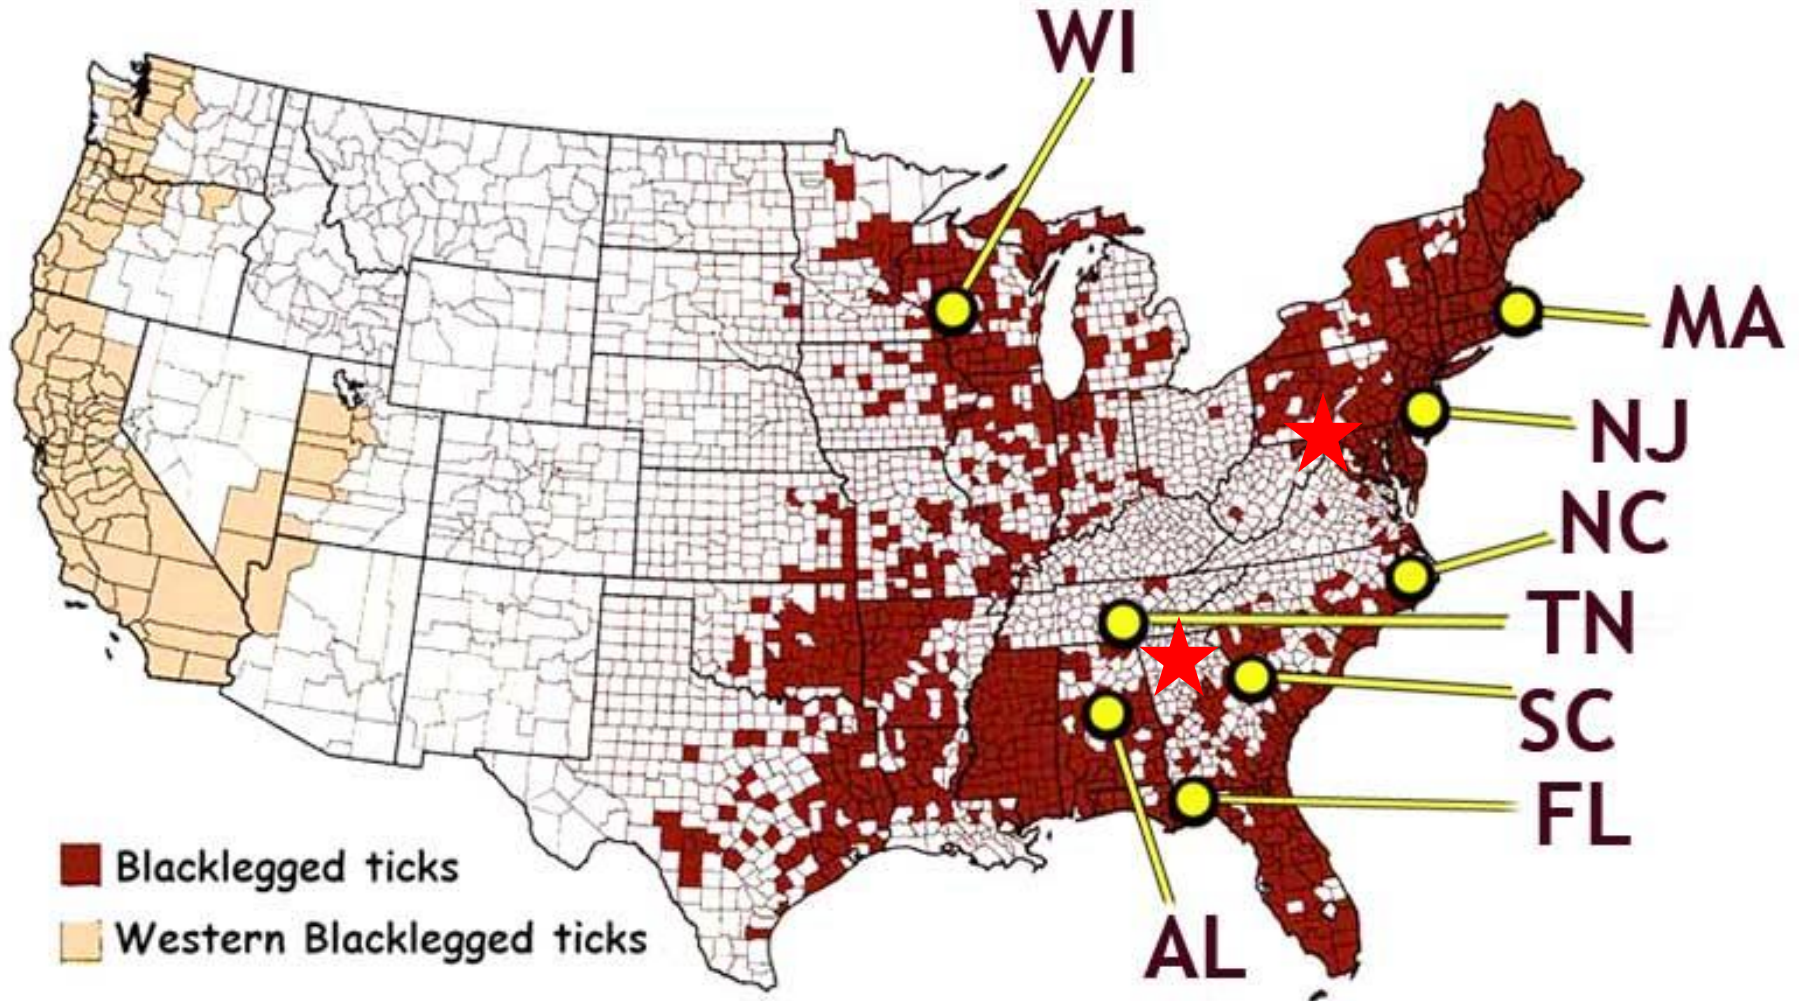 WI
MA
NJ
NC
TN
SC
FL
AL
Blacklegged ticks
Western Blacklegged ticks